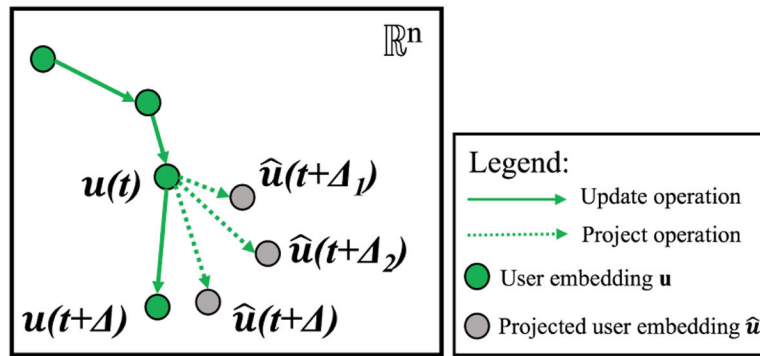 ℝⁿ
u(t)
û(t+Δ₁)
û(t+Δ₂)
u(t+Δ)
û(t+Δ)
Legend:
Update operation
Project operation
User embedding u
Projected user embedding û